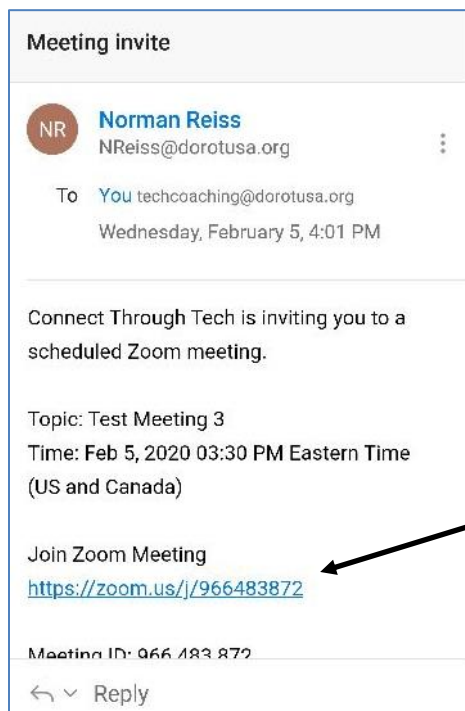 Meeting invite
NR
Norman Reiss
NReiss@dorotusa.org
To You techcoaching@dorotusa.org
Wednesday, February 5, 4:01 PM
Connect Through Tech is inviting you to a
scheduled Zoom meeting.
Topic: Test Meeting 3
Time: Feb 5, 2020 03:30 PM Eastern Time
(US and Canada)
Join Zoom Meeting
https://zoom.us/j/966483872
Meeting ID: 966 483 872
Reply